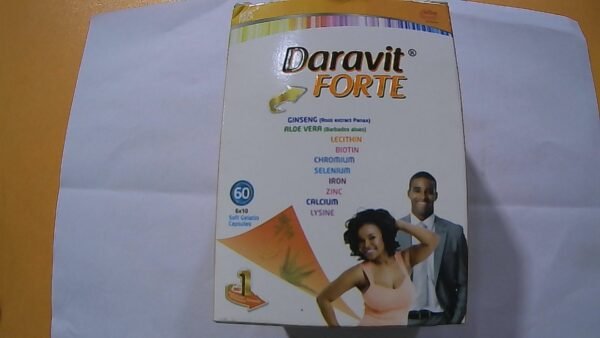 Daravit®
FORTE
GINSENG (Root extract Panax)
ALOE VERA (Barbados aloes)
LECITHIN
BIOTIN
CHROMIUM
SELENIUM
IRON
ZINC
CALCIUM
LYSINE
60
6x10
Soft Gelatin
Capsules
1